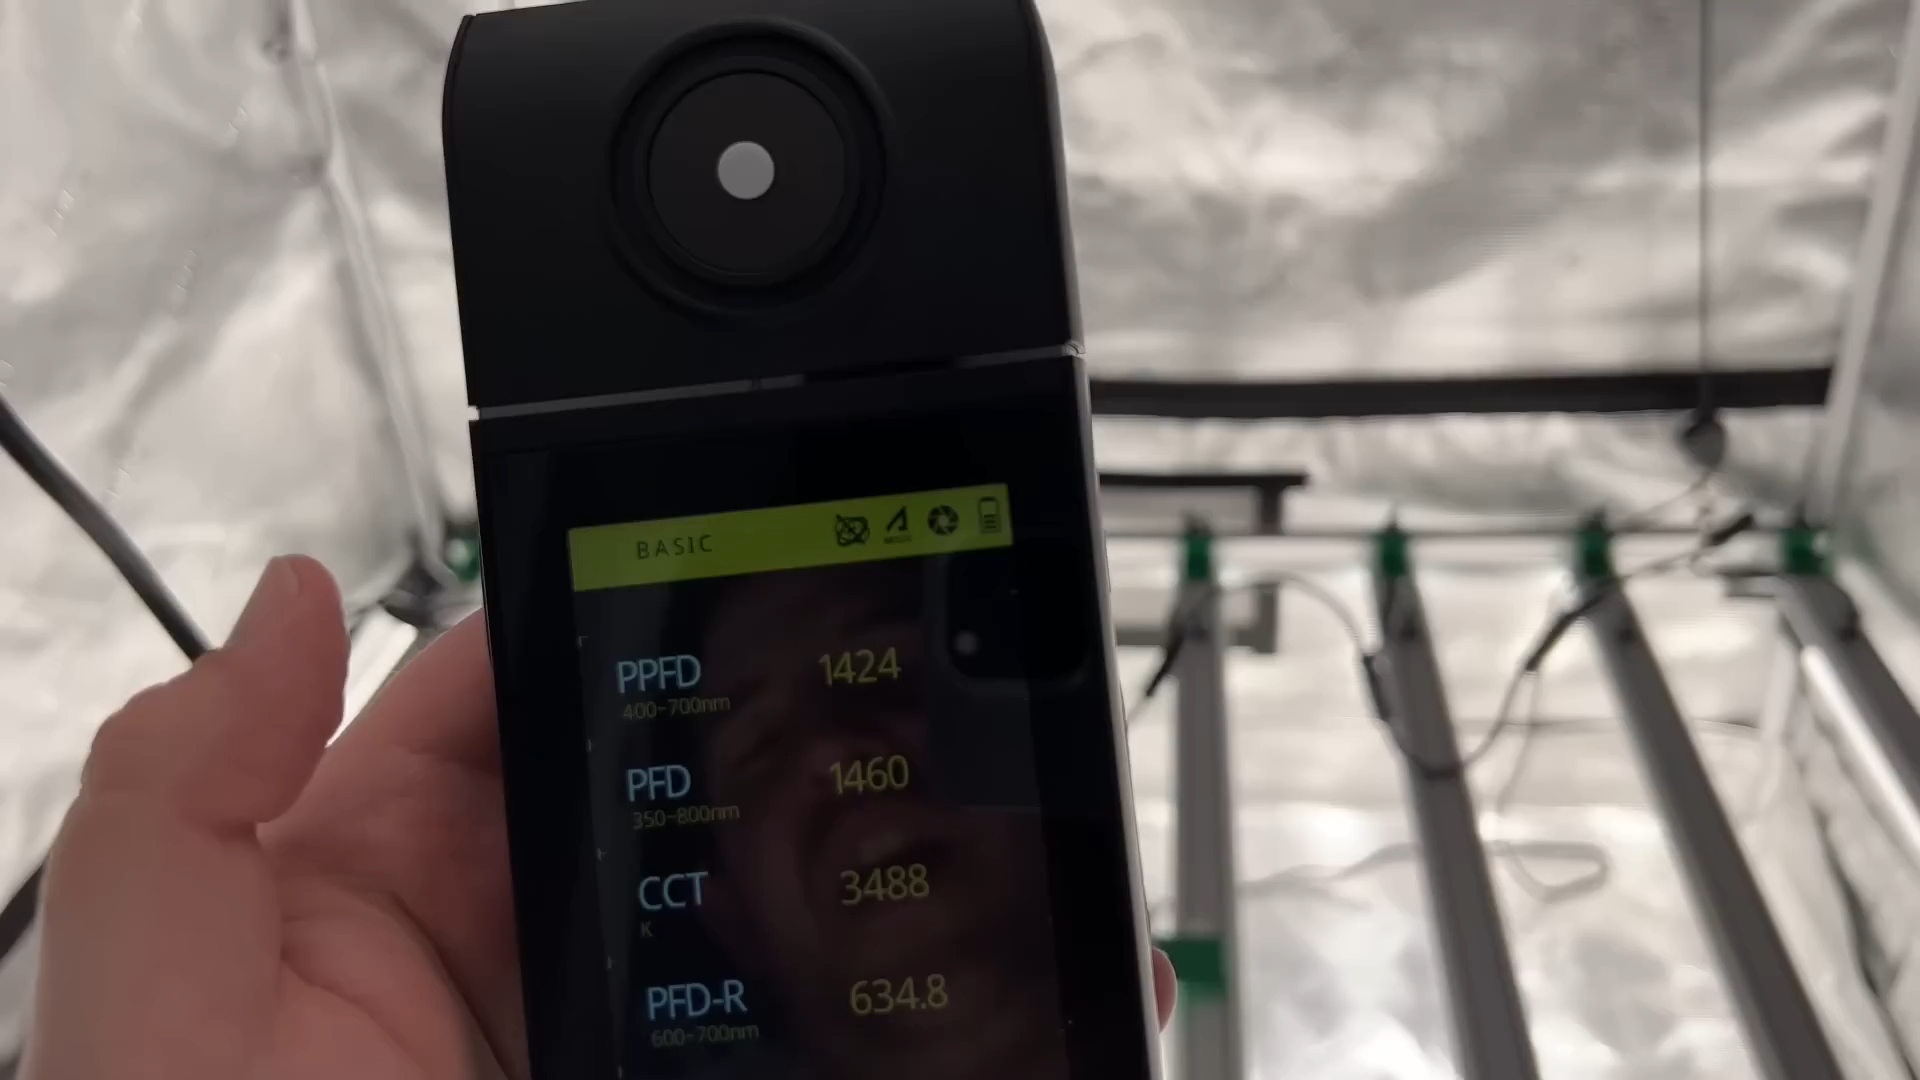 BASIC
PPFD 1424
400-700nm
PFD 1460
350-800nm
CCT 3488
K
PFD-R 634.8
600-700nm